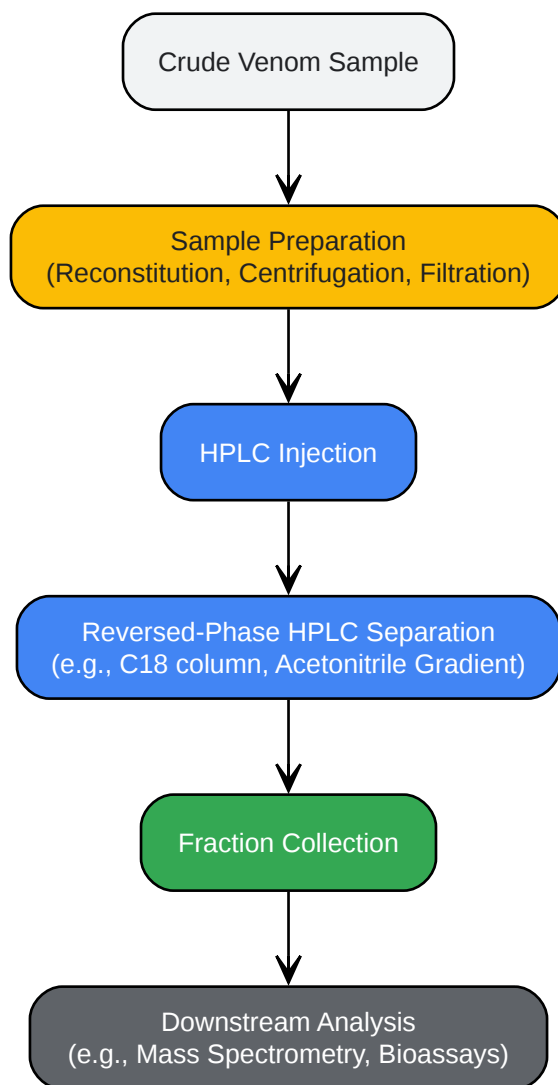 Crude Venom Sample
Sample Preparation
(Reconstitution, Centrifugation, Filtration)
HPLC Injection
Reversed-Phase HPLC Separation
(e.g., C18 column, Acetonitrile Gradient)
Fraction Collection
Downstream Analysis
(e.g., Mass Spectrometry, Bioassays)